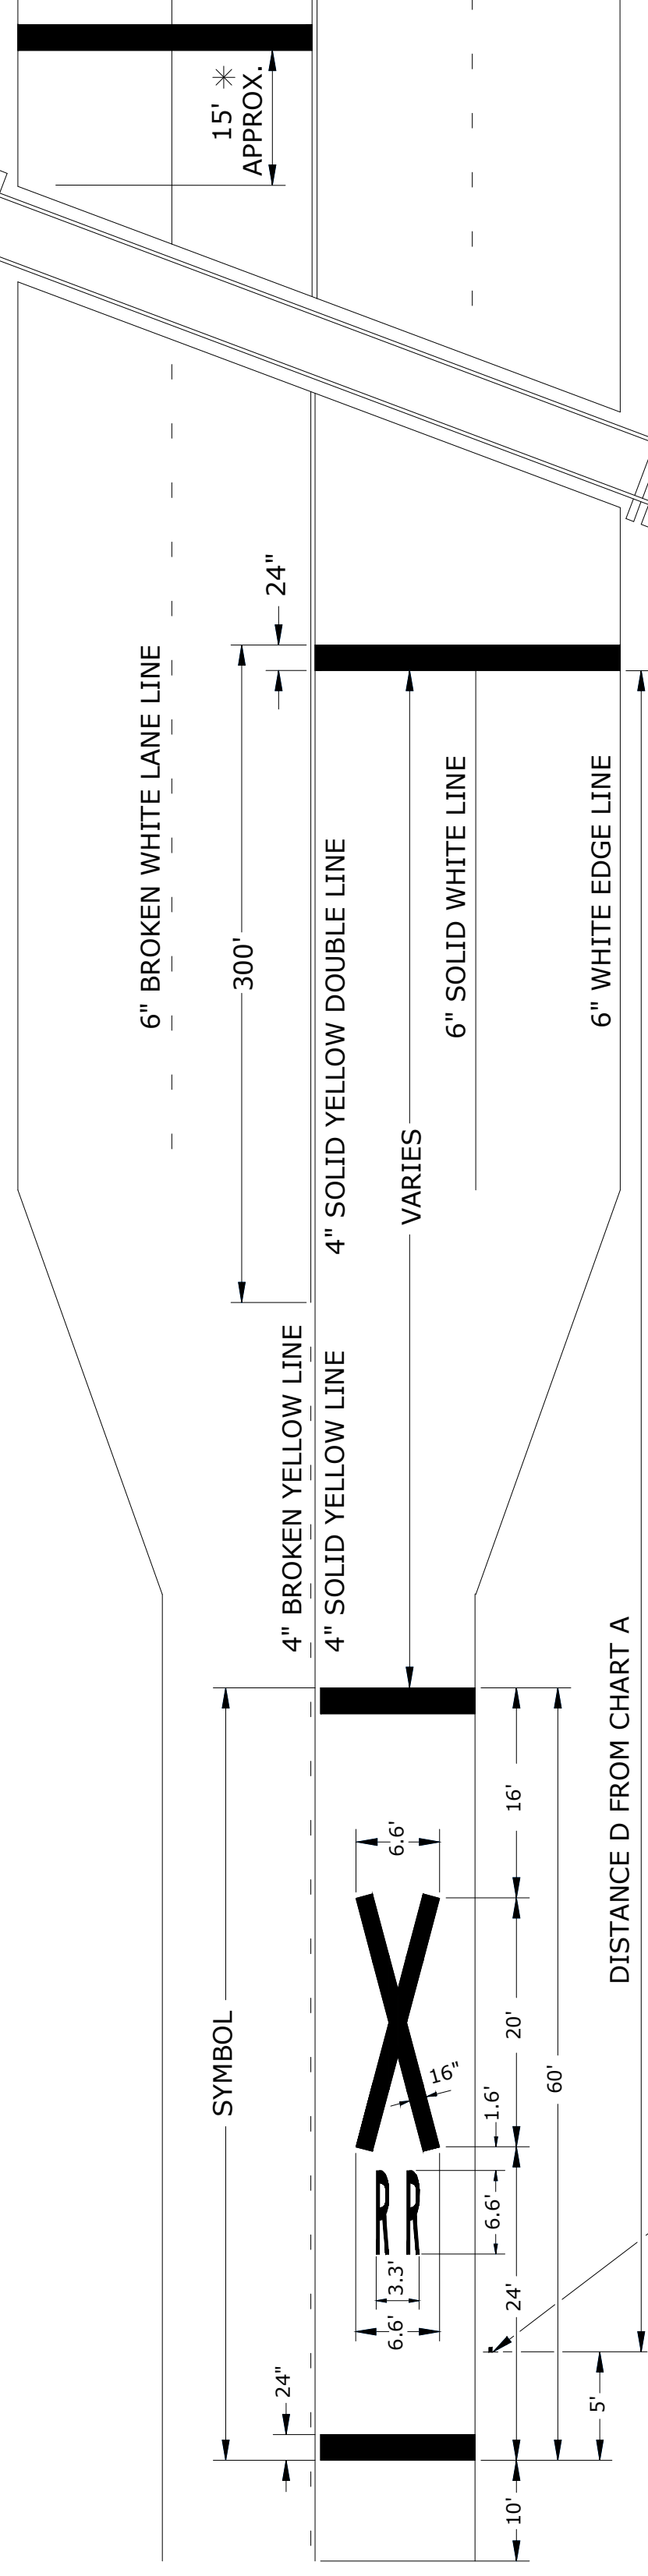 15' *
APPROX.
24"
6" BROKEN WHITE LANE LINE
300'
4" SOLID YELLOW DOUBLE LINE
VARIES
6" SOLID WHITE LINE
6" WHITE EDGE LINE
4" BROKEN YELLOW LINE
4" SOLID YELLOW LINE
DISTANCE D FROM CHART A
SYMBOL
16'
6.6'
X
20'
16"
60'
1.6'
R R
6.6'
3.3'
24'
6.6'
24"
5'
10'